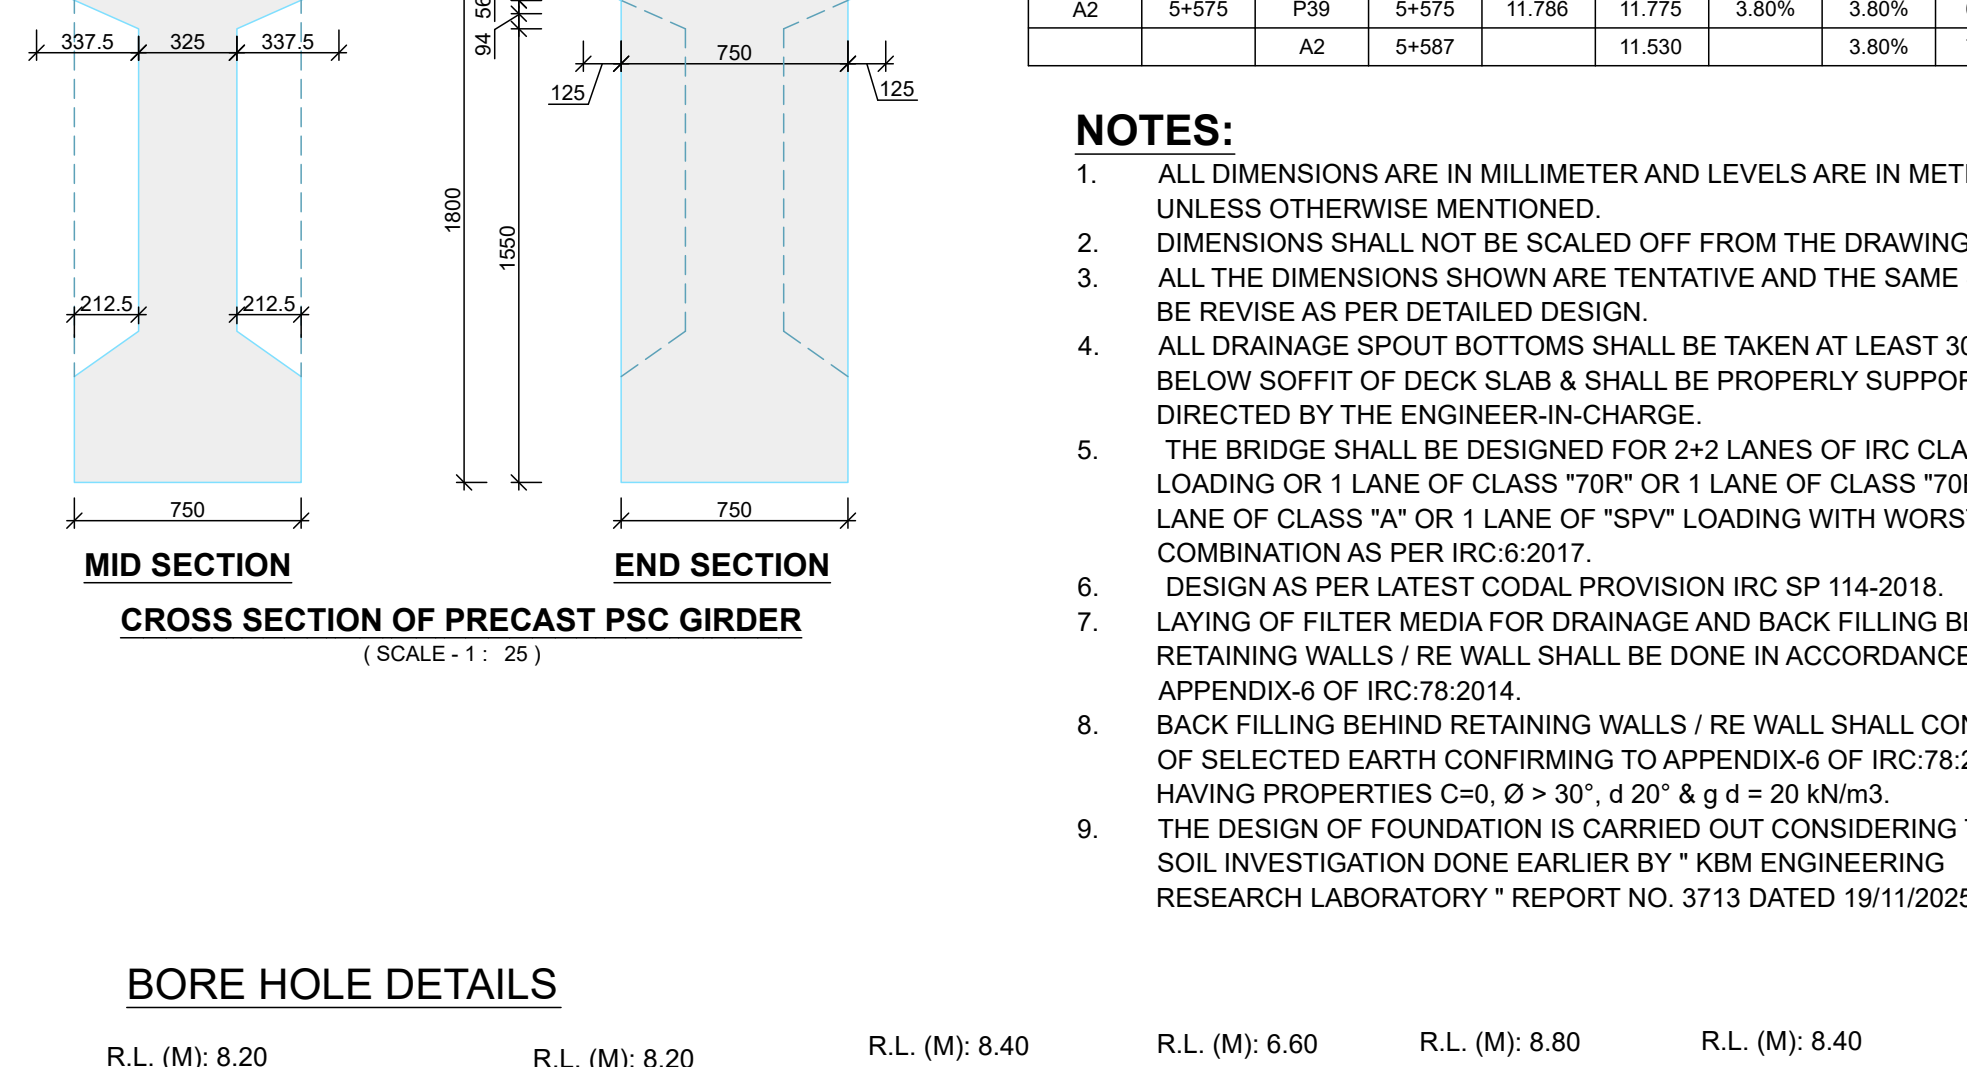 A2 5+575 P39 5+575 11.786 11.775 3.80% 3.80%
A2 5+587 11.530 3.80%
337.5 325 337.5
94
750
125 125
1800
1550
212.5 212.5
750 750
MID SECTION END SECTION
CROSS SECTION OF PRECAST PSC GIRDER
( SCALE - 1 : 25 )
NOTES:
1. ALL DIMENSIONS ARE IN MILLIMETER AND LEVELS ARE IN
UNLESS OTHERWISE MENTIONED.
2. DIMENSIONS SHALL NOT BE SCALED OFF FROM THE DRAWING
3. ALL THE DIMENSIONS SHOWN ARE TENTATIVE AND THE SAME
BE REVISE AS PER DETAILED DESIGN.
4. ALL DRAINAGE SPOUT BOTTOMS SHALL BE TAKEN AT LEAST
BELOW SOFFIT OF DECK SLAB & SHALL BE PROPERLY
DIRECTED BY THE ENGINEER-IN-CHARGE.
5. THE BRIDGE SHALL BE DESIGNED FOR 2+2 LANES OF IRC
LOADING OR 1 LANE OF CLASS "70R" OR 1 LANE OF CLASS
LANE OF CLASS "A" OR 1 LANE OF "SPV" LOADING WITH
COMBINATION AS PER IRC:6:2017.
6. DESIGN AS PER LATEST CODAL PROVISION IRC SP 114-2018.
7. LAYING OF FILTER MEDIA FOR DRAINAGE AND BACK FILLING
RETAINING WALLS / RE WALL SHALL BE DONE IN ACCORDANCE
APPENDIX-6 OF IRC:78:2014.
8. BACK FILLING BEHIND RETAINING WALLS / RE WALL SHALL
OF SELECTED EARTH CONFIRMING TO APPENDIX-6 OF
HAVING PROPERTIES C=0, Ø > 30°, d 20° & g d = 20 kN/m3.
9. THE DESIGN OF FOUNDATION IS CARRIED OUT CONSIDERING
SOIL INVESTIGATION DONE EARLIER BY " KBM ENGINEERING
RESEARCH LABORATORY " REPORT NO. 3713 DATED 19/11/2025
BORE HOLE DETAILS
R.L. (M): 8.20 R.L. (M): 8.20 R.L. (M): 8.40 R.L. (M): 6.60 R.L. (M): 8.80 R.L. (M): 8.40